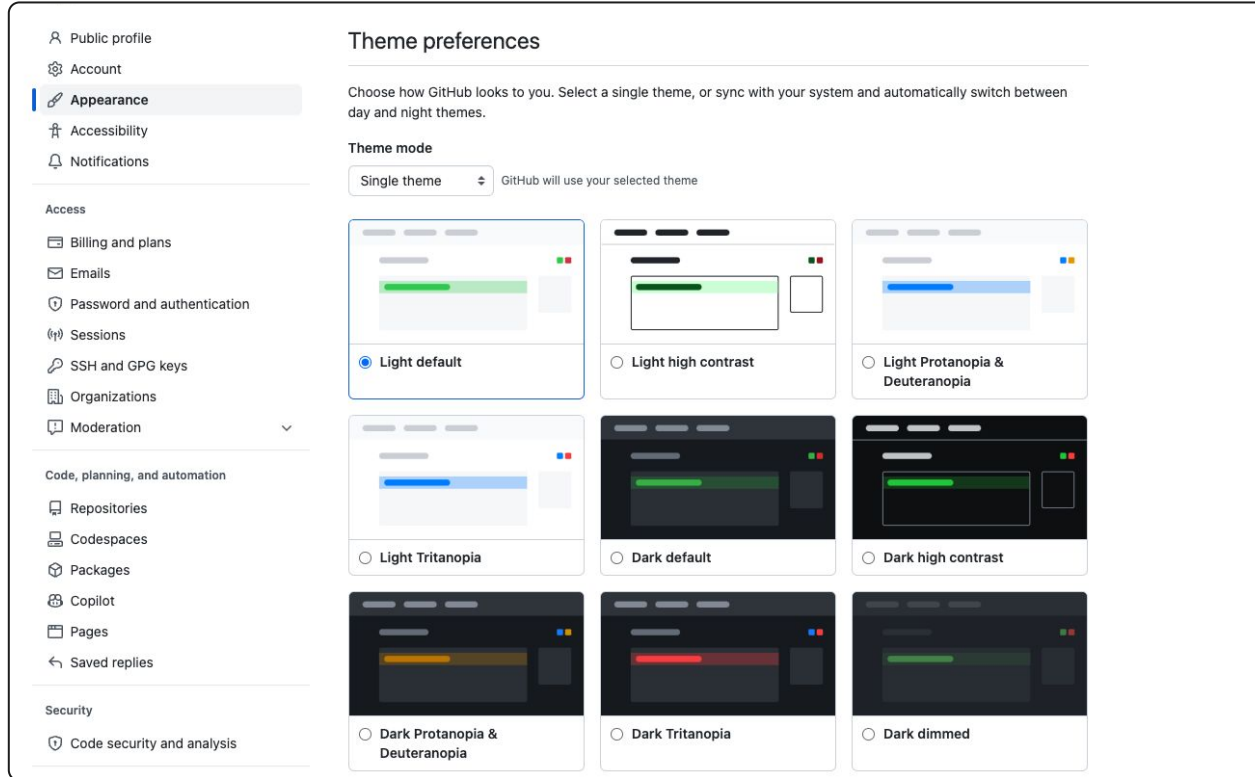 Public profile
Account
Appearance
Accessibility
Notifications
Access
Billing and plans
Emails
Password and authentication
Sessions
SSH and GPG keys
Organizations
Moderation
Code, planning, and automation
Repositories
Codespaces
Packages
Copilot
Pages
Saved replies
Security
Code security and analysis
Theme preferences
Choose how GitHub looks to you. Select a single theme, or sync with your system and automatically switch between
day and night themes.
Theme mode
Single theme
GitHub will use your selected theme
Light default
Light high contrast
Light Protanopia &
Deuteranopia
Light Tritanopia
Dark default
Dark high contrast
Dark Protanopia &
Deuteranopia
Dark Tritanopia
Dark dimmed